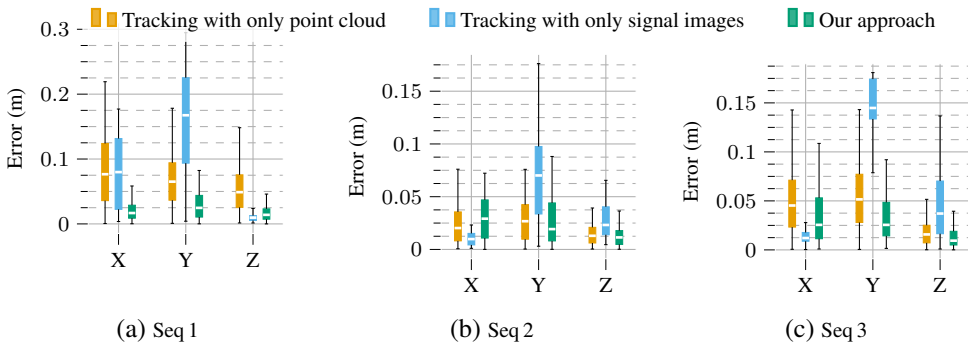 Tracking with only point cloud Tracking with only signal images Our approach
Error (m)
0.3
0.2
0.1
0
X Y Z
(a) Seq 1
Error (m)
0.15
0.1
0.05
0
X Y Z
(b) Seq 2
Error (m)
0.15
0.1
0.05
0
X Y Z
(c) Seq 3